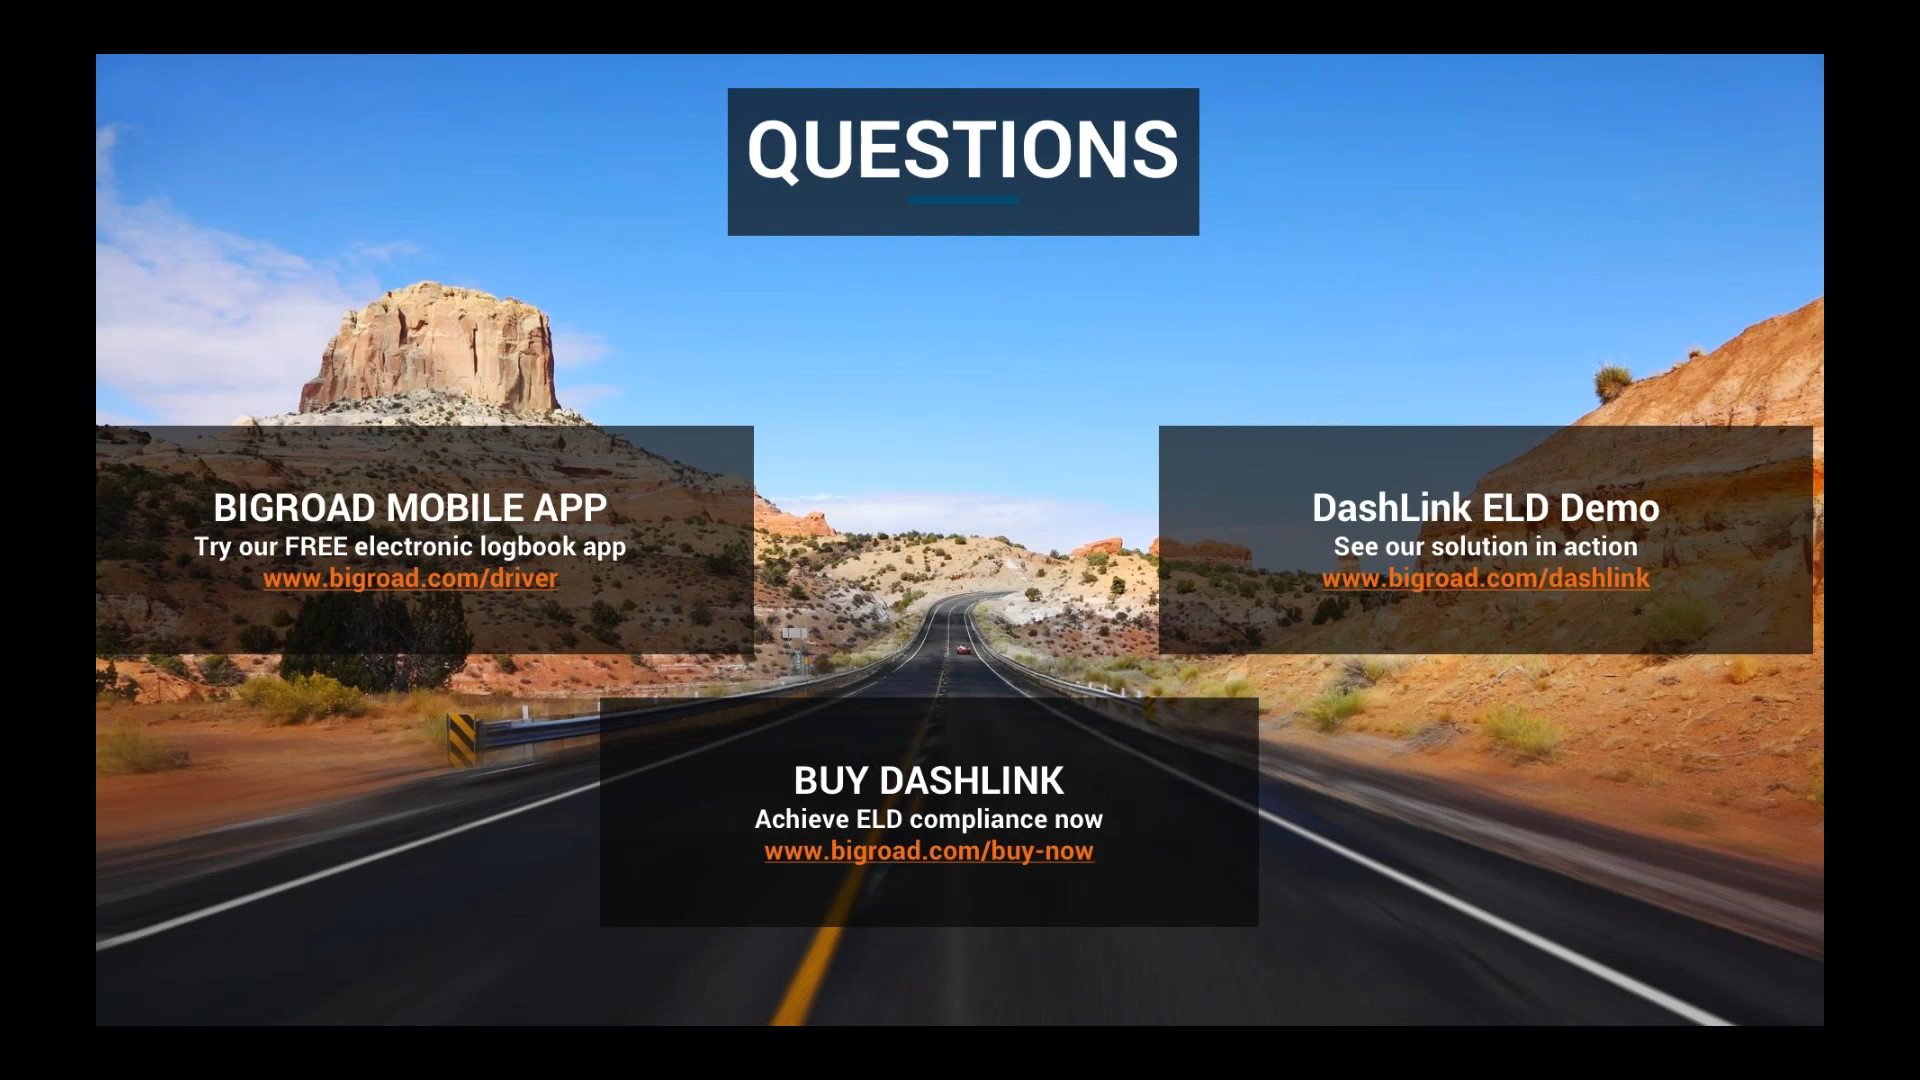 QUESTIONS
BIGROAD MOBILE APP
Try our FREE electronic logbook app
www.bigroad.com/driver
DashLink ELD Demo
See our solution in action
www.bigroad.com/dashlink
BUY DASHLINK
Achieve ELD compliance now
www.bigroad.com/buy-now